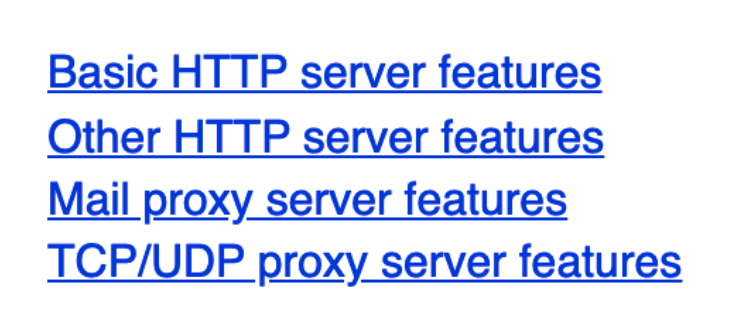 Basic HTTP server features
Other HTTP server features
Mail proxy server features
TCP/UDP proxy server features